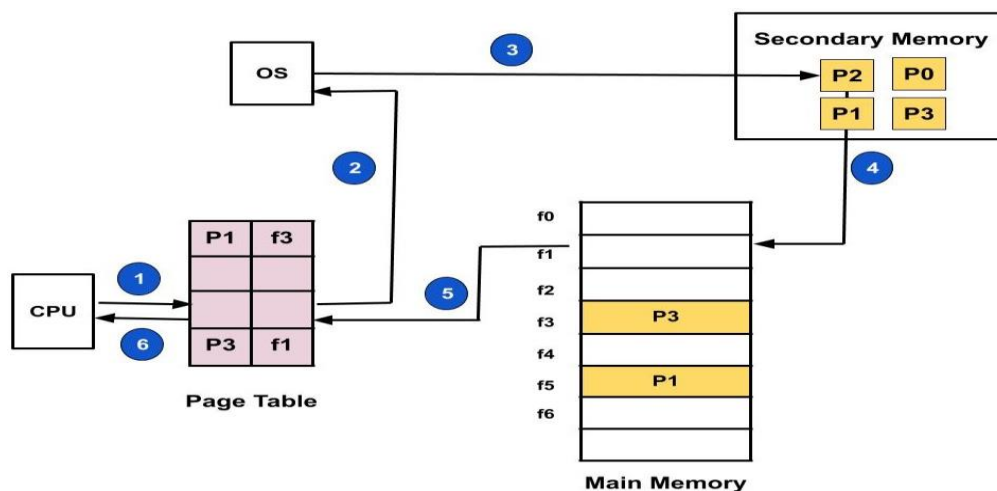 3
Secondary Memory
OS
P2 P0
P1 P3
2
4
f0
P1 f3
f1
1
5
f2
CPU
f3 P3
6
P3 f1
f4
f5 P1
Page Table
f6
Main Memory